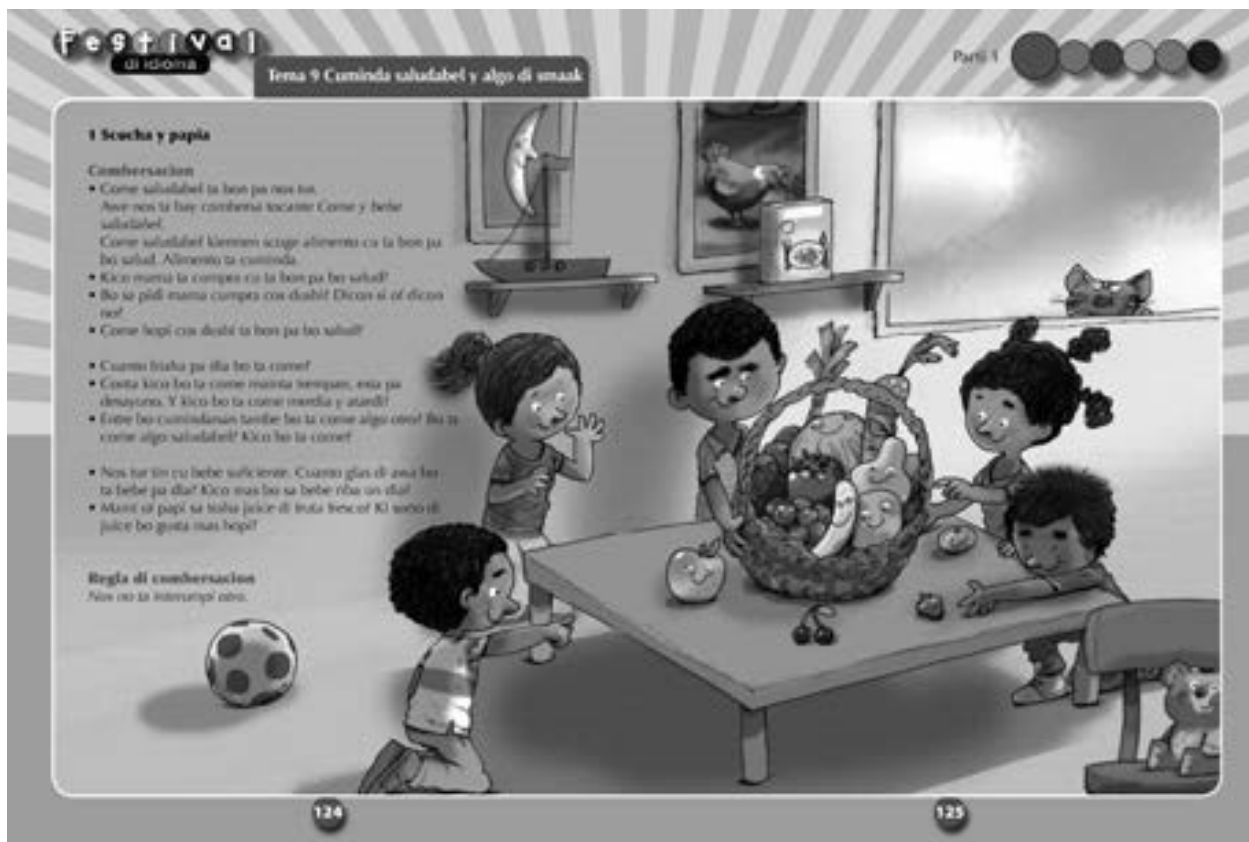 Festival
di idioma
Tema 9 Cuminda saludabel y algo di smaak
Parti 1
1 Scucha y papia
Combersacion
• Come saludabel ta bon pa nos tur.
Awe nos ta bay combersa tocante Come y bebe
saludabel.
Come saludabel kiermen scoge alimento cu ta bon pa
bo salud. Alimento ta cuminda.
• Kico mama ta compra cu ta bon pa bo salud?
• Bo sa pidi mama cumpra cos dushi? Dicon si of dicon
no?
• Come hopi cos dushi ta bon pa bo salud?
• Cuanto biaha pa dia bo ta come?
• Conta kico bo ta come mainta tempran, esta pa
desayuno. Y kico bo ta come merdia y atardi?
• Entre bo cumindanan tambe bo ta come algo otro? Bo ta
come algo saludabel? Kico bo ta come?
• Nos tur tin cu bebe suficiente. Cuanto glas di awa bo
ta bebe pa dia? Kico mas bo sa bebe riba un dia?
• Mami of papi sa traha juice di fruta fresco? Ki sorto di
juice bo gusta mas hopi?
Regla di combersacion
Nos no ta interumpi otro.
124
125